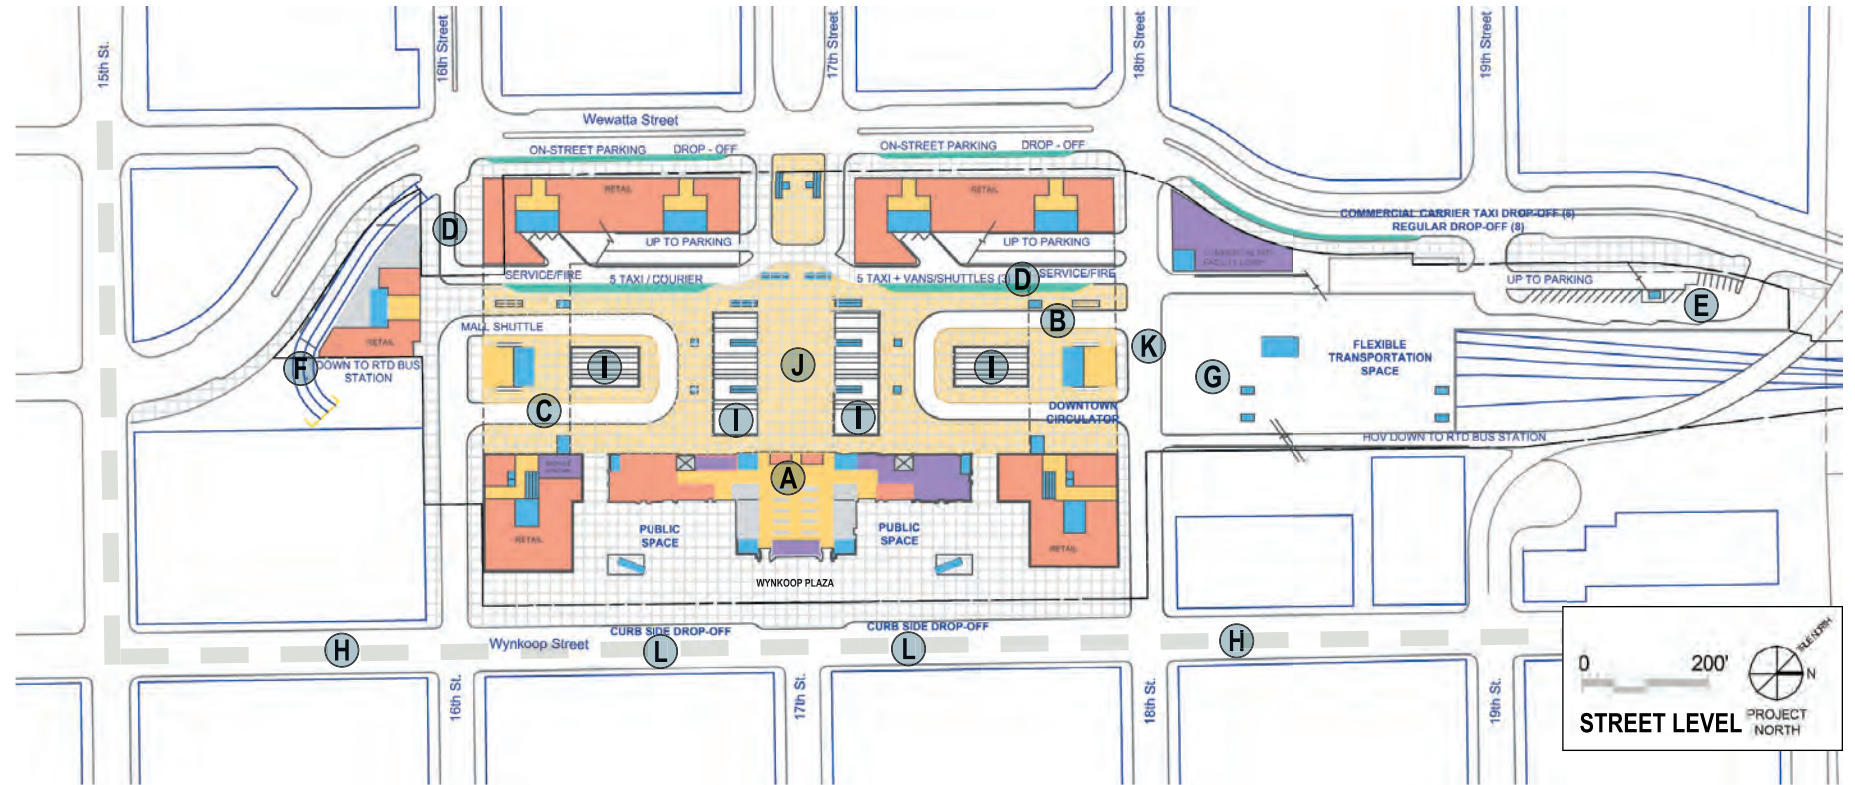 15th St.
16th Street
17th Street
18th Street
19th Street
Wewatta Street
ON-STREET PARKING
DROP - OFF
ON-STREET PARKING
DROP - OFF
RETAIL
RETAIL
COMMERCIAL CARRIER TAXI DROP-OFF (6)
REGULAR DROP-OFF (8)
D
UP TO PARKING
UP TO PARKING
SERVICE/FIRE
5 TAXI / COURIER
5 TAXI + VANS/SHUTTLES (3
D
SERVICE/FIRE
UP TO PARKING
E
MALL SHUTTLE
B
K
RETAIL
F
DOWN TO RTD BUS
STATION
I
J
I
G
FLEXIBLE
TRANSPORTATION
SPACE
C
I
I
DOWNTOWN
CIRCULATOR
HOV DOWN TO RTD BUS STATION
A
PUBLIC
SPACE
PUBLIC
SPACE
RETAIL
RETAIL
WYNKOOP PLAZA
H
Wynkoop Street
CURB SIDE DROP-OFF
L
CURB SIDE DROP-OFF
L
H
16th St.
17th St.
18th St.
19th St.
0
200'
TRUE NORTH
N
STREET LEVEL
PROJECT
NORTH